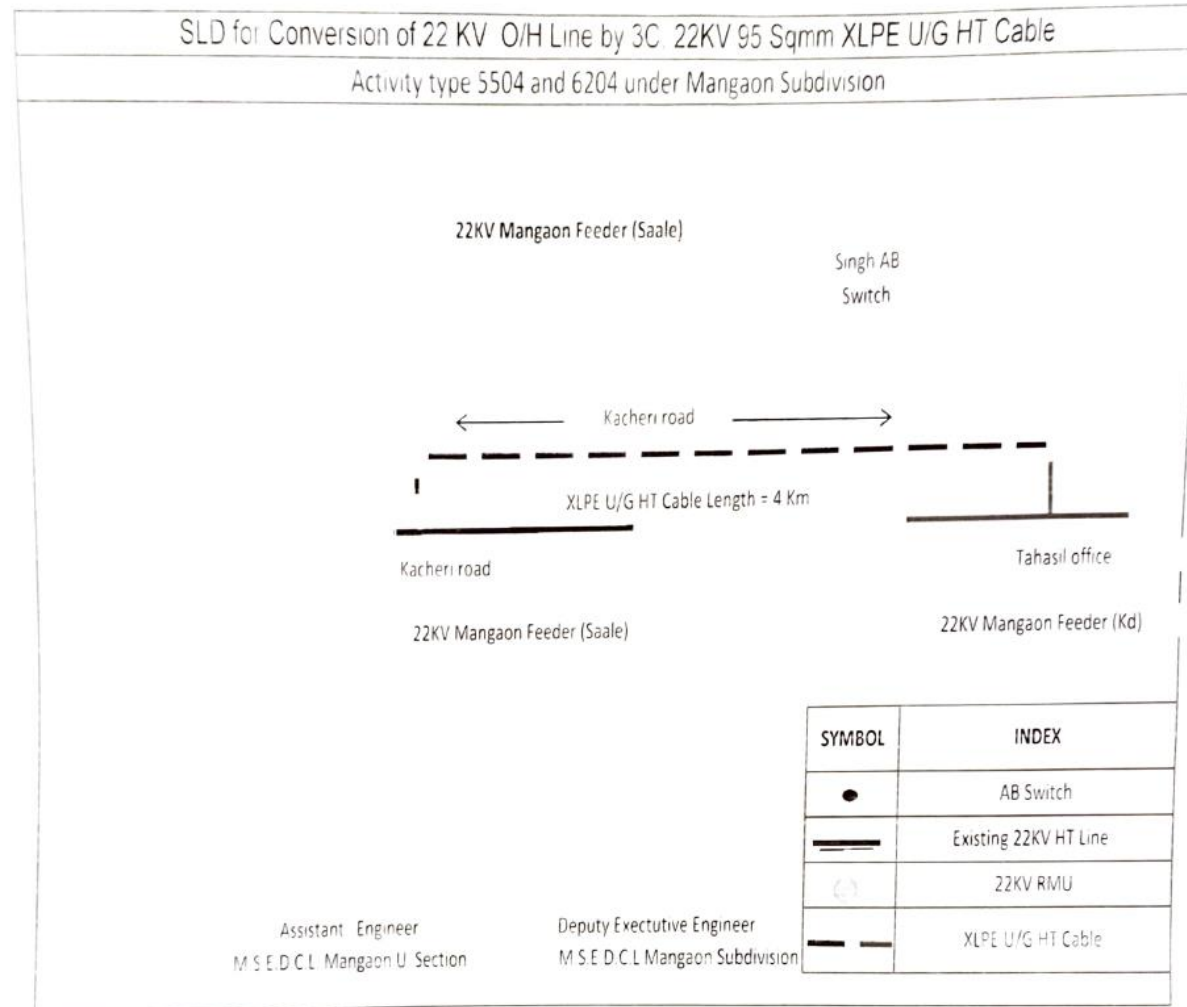 SLD for Conversion of 22 KV O/H Line by 3C. 22KV 95 Sqmm XLPE U/G HT Cable
Activity type 5504 and 6204 under Mangaon Subdivision
22KV Mangaon Feeder (Saale)
Singh AB
Switch
Kacheri road
XLPE U/G HT Cable Length = 4 Km
Kacheri road
Tahasil office
22KV Mangaon Feeder (Saale)
22KV Mangaon Feeder (Kd)
SYMBOL INDEX
AB Switch
Existing 22KV HT Line
22KV RMU
XLPE U/G HT Cable
Assistant Engineer
M.S.E.D.C.L. Mangaon U Section
Deputy Exectutive Engineer
M.S.E.D.C.L Mangaon Subdivision